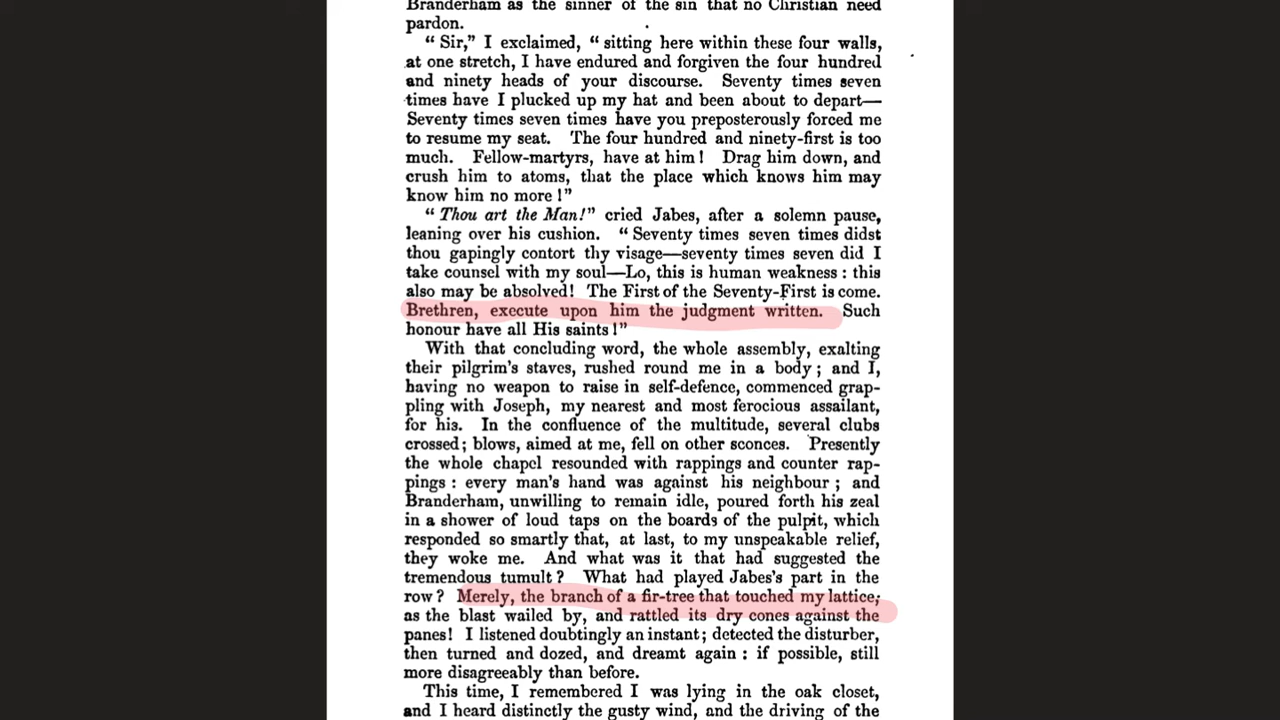 Branderham as the sinner of the sin that no Christian need
pardon.
“ Sir,” I exclaimed, “ sitting here within these four walls,
at one stretch, I have endured and forgiven the four hundred
and ninety heads of your discourse. Seventy times seven
times have I plucked up my hat and been about to depart—
Seventy times seven times have you preposterously forced me
to resume my seat. The four hundred and ninety-first is too
much. Fellow-martyrs, have at him ! Drag him down, and
crush him to atoms, that the place which knows him may
know him no more !”
“ Thou art the Man!” cried Jabes, after a solemn pause,
leaning over his cushion. “ Seventy times seven times didst
thou gapingly contort thy visage—seventy times seven did I
take counsel with my soul—Lo, this is human weakness : this
also may be absolved! The First of the Seventy-First is come.
Brethren, execute upon him the judgment written. Such
honour have all His saints !”
With that concluding word, the whole assembly, exalting
their pilgrim's staves, rushed round me in a body ; and I,
having no weapon to raise in self-defence, commenced grap-
pling with Joseph, my nearest and most ferocious assailant,
for his. In the confluence of the multitude, several clubs
crossed; blows, aimed at me, fell on other sconces. Presently
the whole chapel resounded with rappings and counter rap-
pings : every man's hand was against his neighbour ; and
Branderham, unwilling to remain idle, poured forth his zeal
in a shower of loud taps on the boards of the pulpit, which
responded so smartly that, at last, to my unspeakable relief,
they woke me. And what was it that had suggested the
tremendous tumult ? What had played Jabes's part in the
row ? Merely, the branch of a fir-tree that touched my lattice,
as the blast wailed by, and rattled its dry cones against the
panes! I listened doubtingly an instant; detected the disturber,
then turned and dozed, and dreamt again : if possible, still
more disagreeably than before.
This time, I remembered I was lying in the oak closet,
and I heard distinctly the gusty wind, and the driving of the